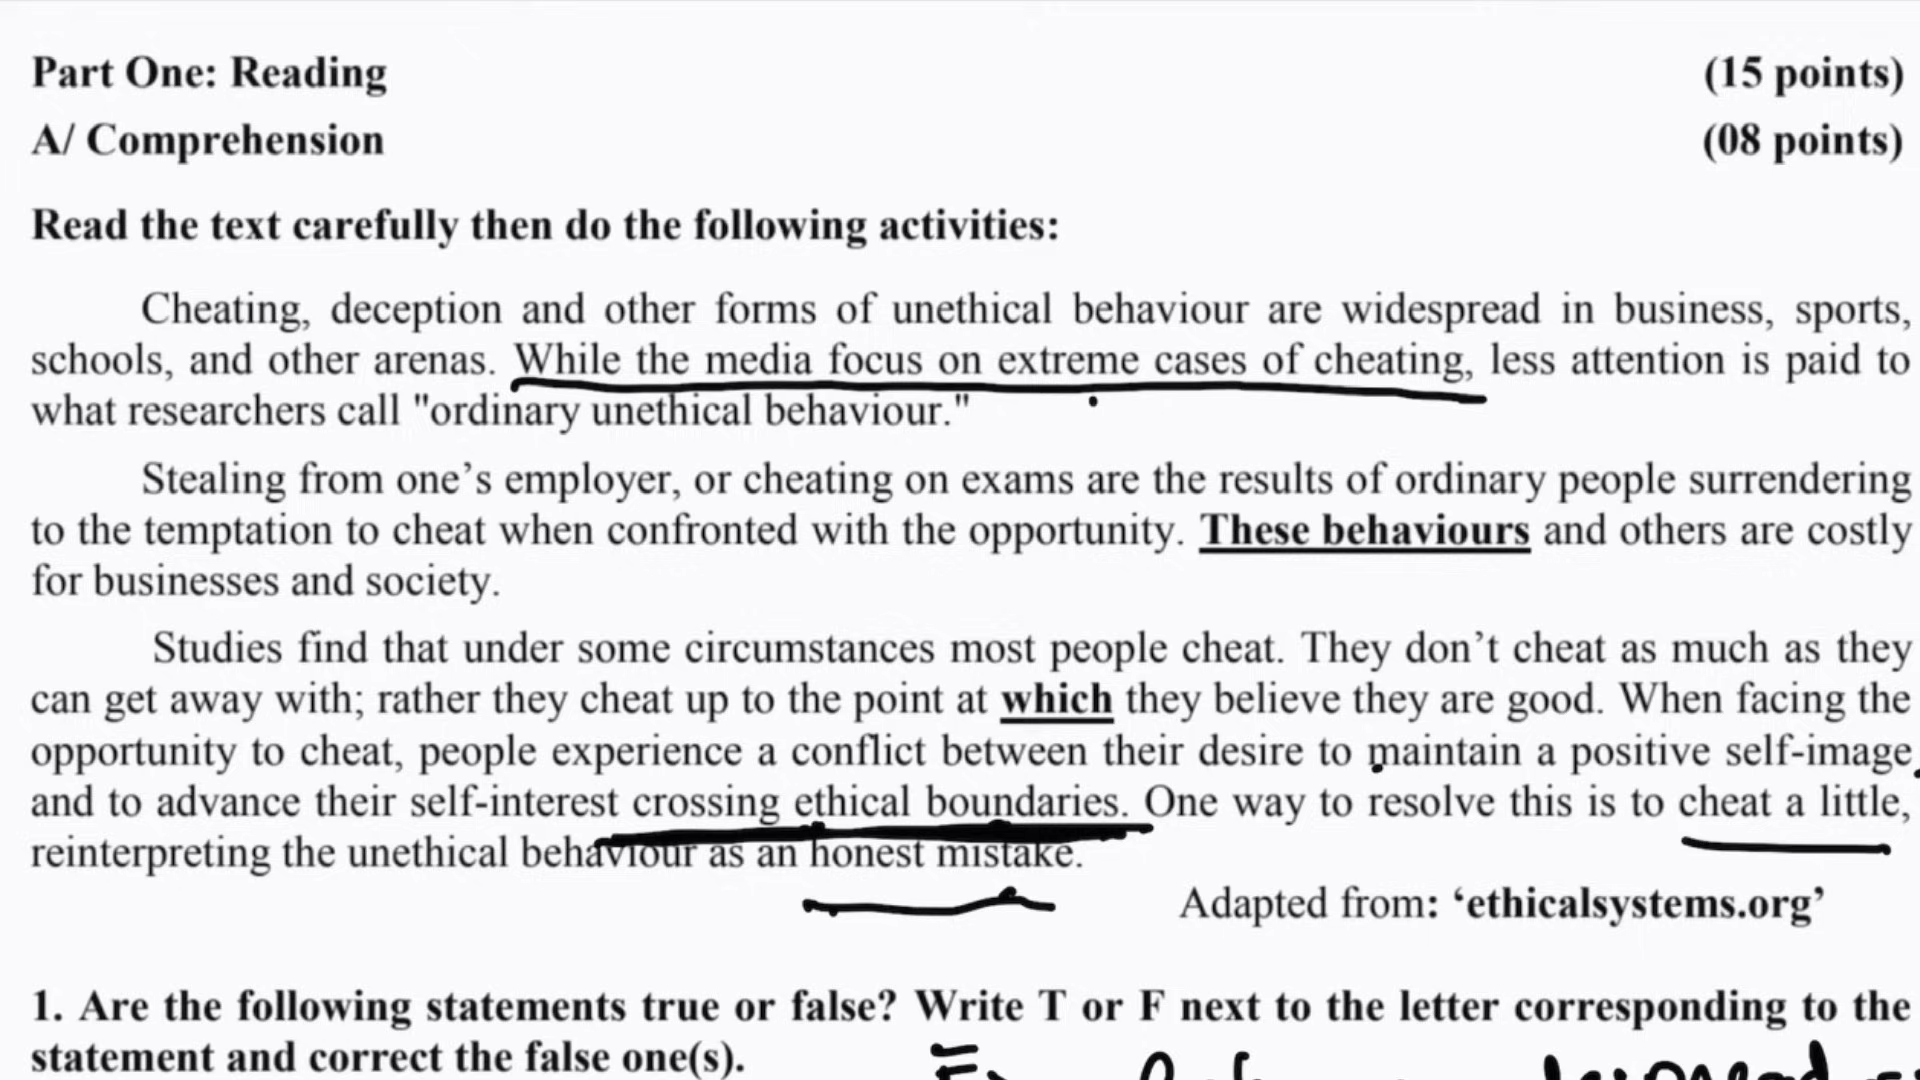 Part One: Reading (15 points)
A/ Comprehension (08 points)
Read the text carefully then do the following activities:
Cheating, deception and other forms of unethical behaviour are widespread in business, sports,
schools, and other arenas. While the media focus on extreme cases of cheating, less attention is paid to
what researchers call "ordinary unethical behaviour."
Stealing from one’s employer, or cheating on exams are the results of ordinary people surrendering
to the temptation to cheat when confronted with the opportunity. These behaviours and others are costly
for businesses and society.
Studies find that under some circumstances most people cheat. They don’t cheat as much as they
can get away with; rather they cheat up to the point at which they believe they are good. When facing the
opportunity to cheat, people experience a conflict between their desire to maintain a positive self-image
and to advance their self-interest crossing ethical boundaries. One way to resolve this is to cheat a little,
reinterpreting the unethical behaviour as an honest mistake.
Adapted from: ‘ethicalsystems.org’
1. Are the following statements true or false? Write T or F next to the letter corresponding to the
statement and correct the false one(s).